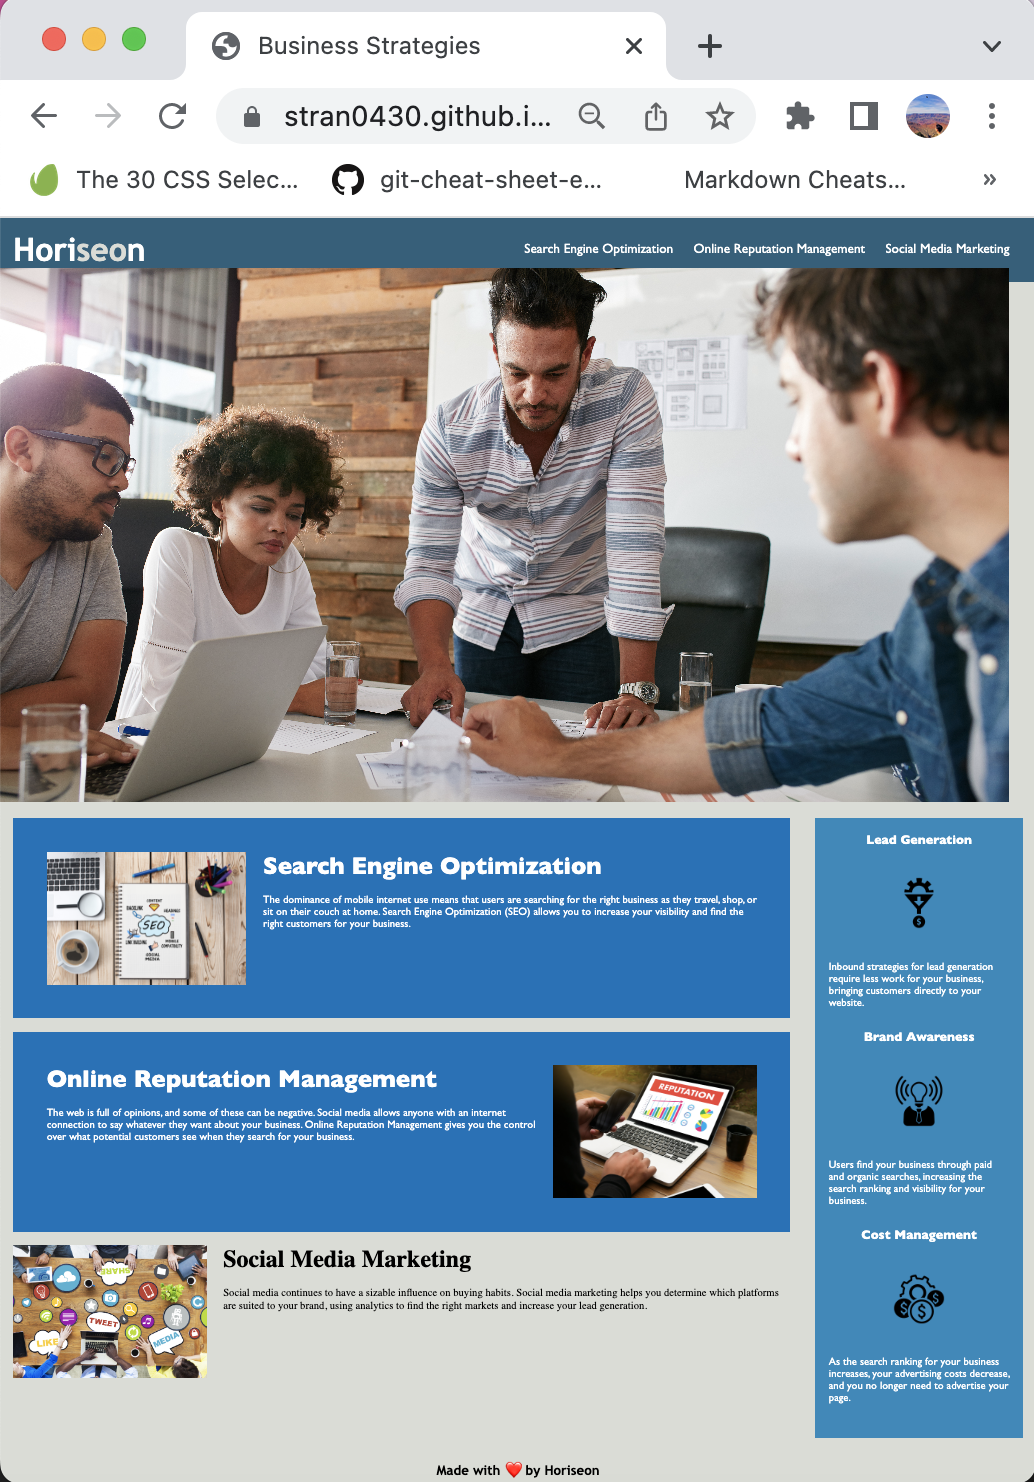 Business Strategies
stran0430.github.i...
The 30 CSS Selec...
git-cheat-sheet-e...
Markdown Cheats...
»
Horiseon
Search Engine Optimization
Online Reputation Management
Social Media Marketing
SEO
Search Engine Optimization
The dominance of mobile internet use means that users are searching for the right business as they travel, shop, or
sit on their couch at home. Search Engine Optimization (SEO) allows you to increase your visibility and find the
right customers for your business.
Online Reputation Management
The web is full of opinions, and some of these can be negative. Social media allows anyone with an internet
connection to say whatever they want about your business. Online Reputation Management gives you the control
over what potential customers see when they search for your business.
REPUTATION
SHARE
TWEET
LIKE
MEDIA
Social Media Marketing
Social media continues to have a sizable influence on buying habits. Social media marketing helps you determine which platforms
are suited to your brand, using analytics to find the right markets and increase your lead generation.
Lead Generation
Inbound strategies for lead generation
require less work for your business,
bringing customers directly to your
website.
Brand Awareness
Users find your business through paid
and organic searches, increasing the
search ranking and visibility for your
business.
Cost Management
As the search ranking for your business
increases, your advertising costs decrease,
and you no longer need to advertise your
page.
Made with ❤️ by Horiseon